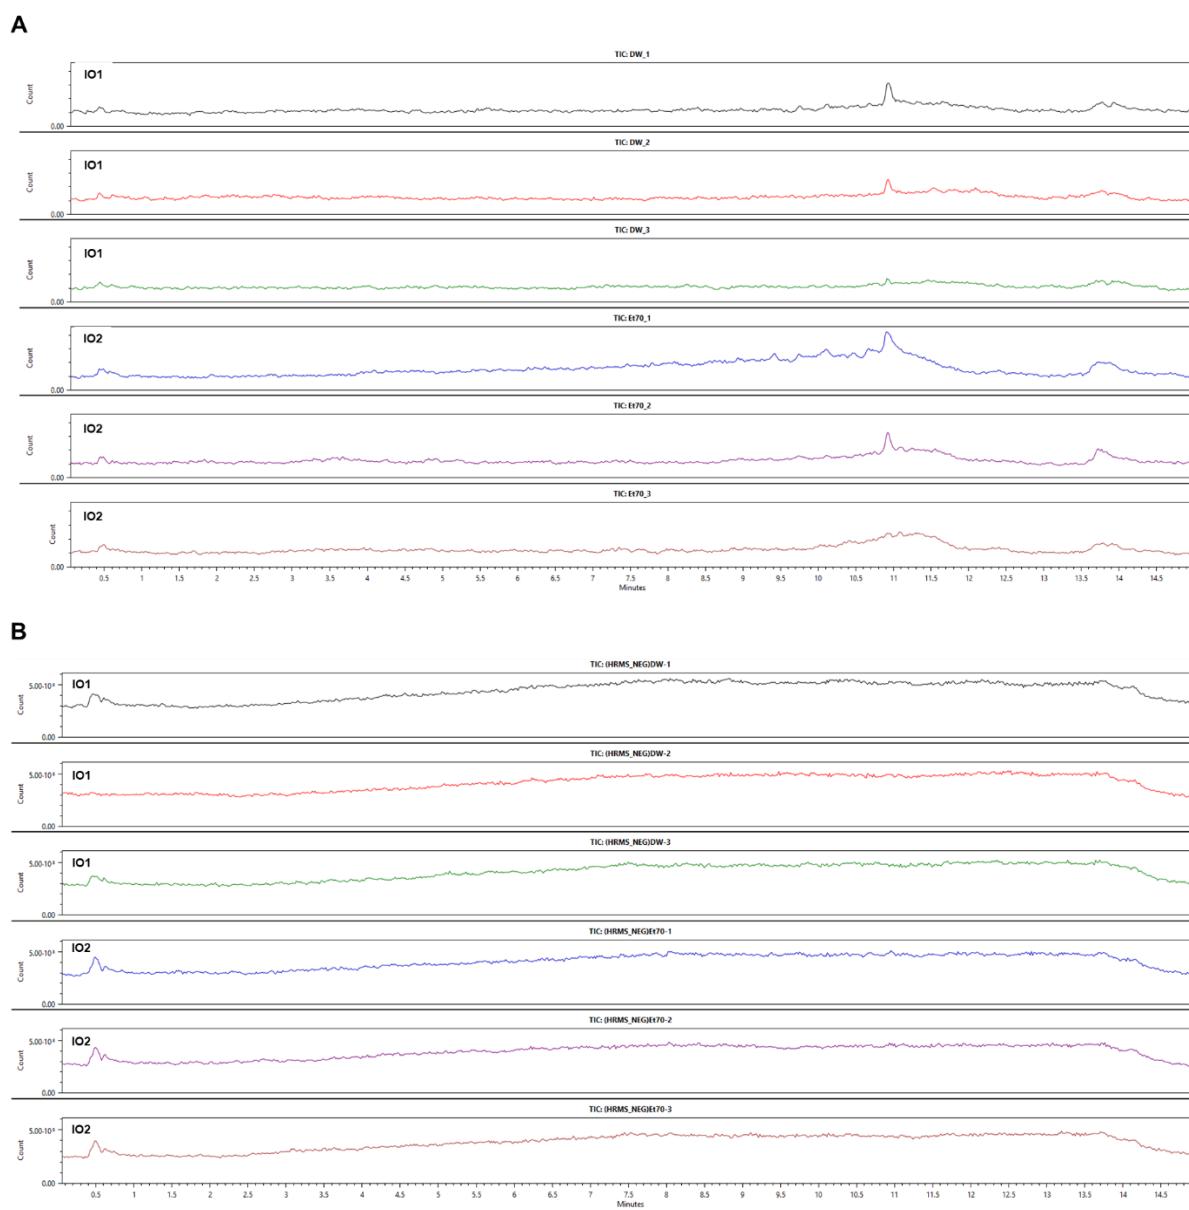 A
TIC: DW_1
IO1
Count
0.00
TIC: DW_2
IO1
Count
0.00
TIC: DW_3
IO1
Count
0.00
TIC: Et70_1
IO2
Count
0.00
TIC: Et70_2
IO2
Count
0.00
TIC: Et70_3
IO2
Count
0.00
0.5 1 1.5 2 2.5 3 3.5 4 4.5 5 5.5 6 6.5 7 7.5 8 8.5 9 9.5 10 10.5 11 11.5 12 12.5 13 13.5 14 14.5
Minutes
B
TIC: (HRMS_NEG)DW-1
IO1
Count
0.00
TIC: (HRMS_NEG)DW-2
IO1
Count
0.00
TIC: (HRMS_NEG)DW-3
IO1
Count
0.00
TIC: (HRMS_NEG)Et70-1
IO2
Count
0.00
TIC: (HRMS_NEG)Et70-2
IO2
Count
0.00
TIC: (HRMS_NEG)Et70-3
IO2
Count
0.00
0.5 1 1.5 2 2.5 3 3.5 4 4.5 5 5.5 6 6.5 7 7.5 8 8.5 9 9.5 10 10.5 11 11.5 12 12.5 13 13.5 14 14.5
Minutes